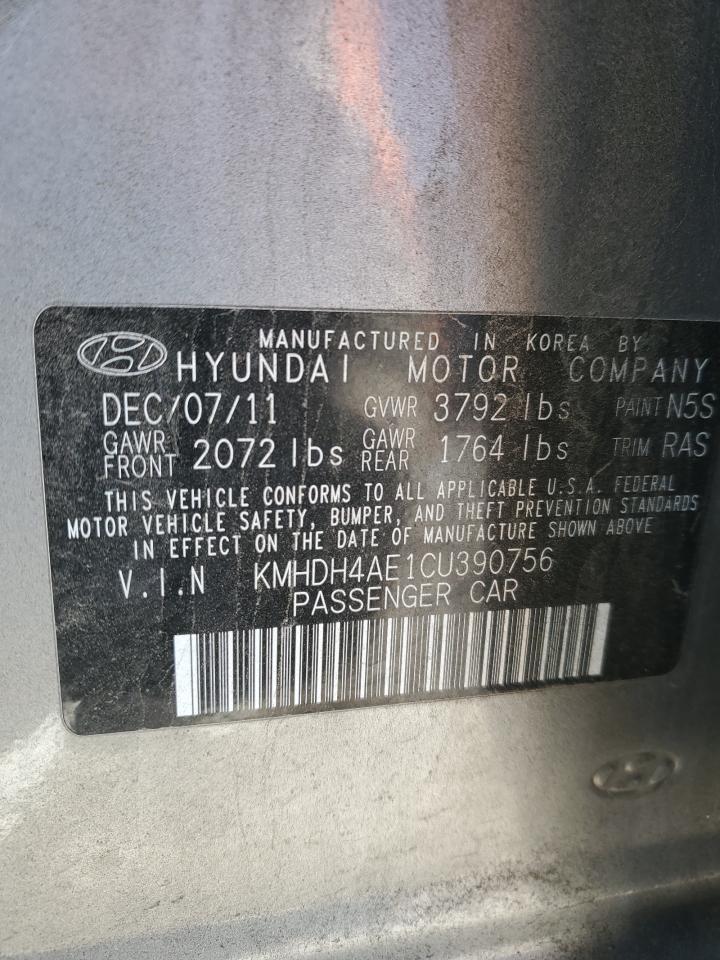 MANUFACTURED IN KOREA BY
HYUNDAI MOTOR COMPANY
DEC/07/11 GVWR 3792 lbs PAINT N5S
GAWR FRONT 2072 lbs GAWR REAR 1764 lbs TRIM RAS
THIS VEHICLE CONFORMS TO ALL APPLICABLE U.S.A. FEDERAL
MOTOR VEHICLE SAFETY, BUMPER, AND THEFT PREVENTION STANDARDS
IN EFFECT ON THE DATE OF MANUFACTURE SHOWN ABOVE
V.I.N KMHDH4AE1CU390756
PASSENGER CAR